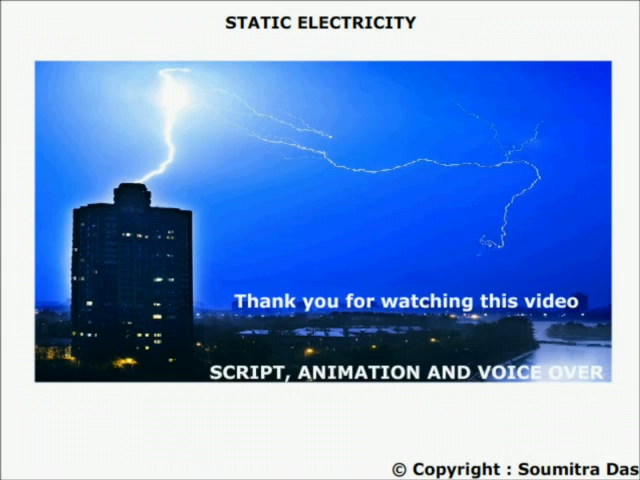 STATIC ELECTRICITY
Thank you for watching this video
SCRIPT, ANIMATION AND VOICE OVER
© Copyright : Soumitra Das